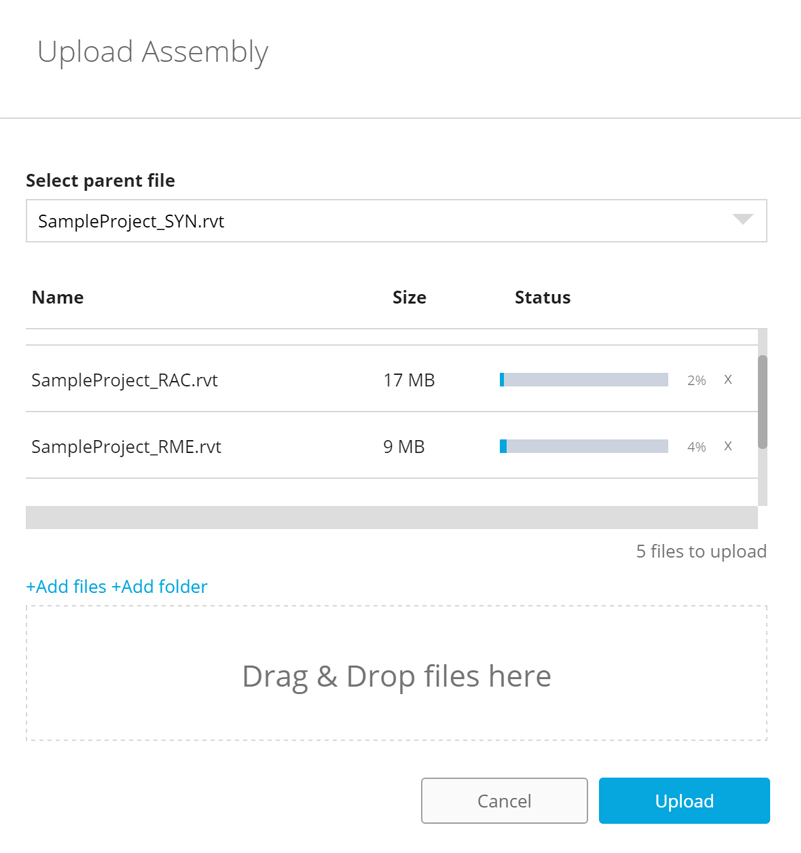 Upload Assembly
Select parent file
SampleProject_SYN.rvt
Name Size Status
SampleProject_RAC.rvt 17 MB 2% x
SampleProject_RME.rvt 9 MB 4% x
5 files to upload
+Add files +Add folder
Drag & Drop files here
Cancel Upload